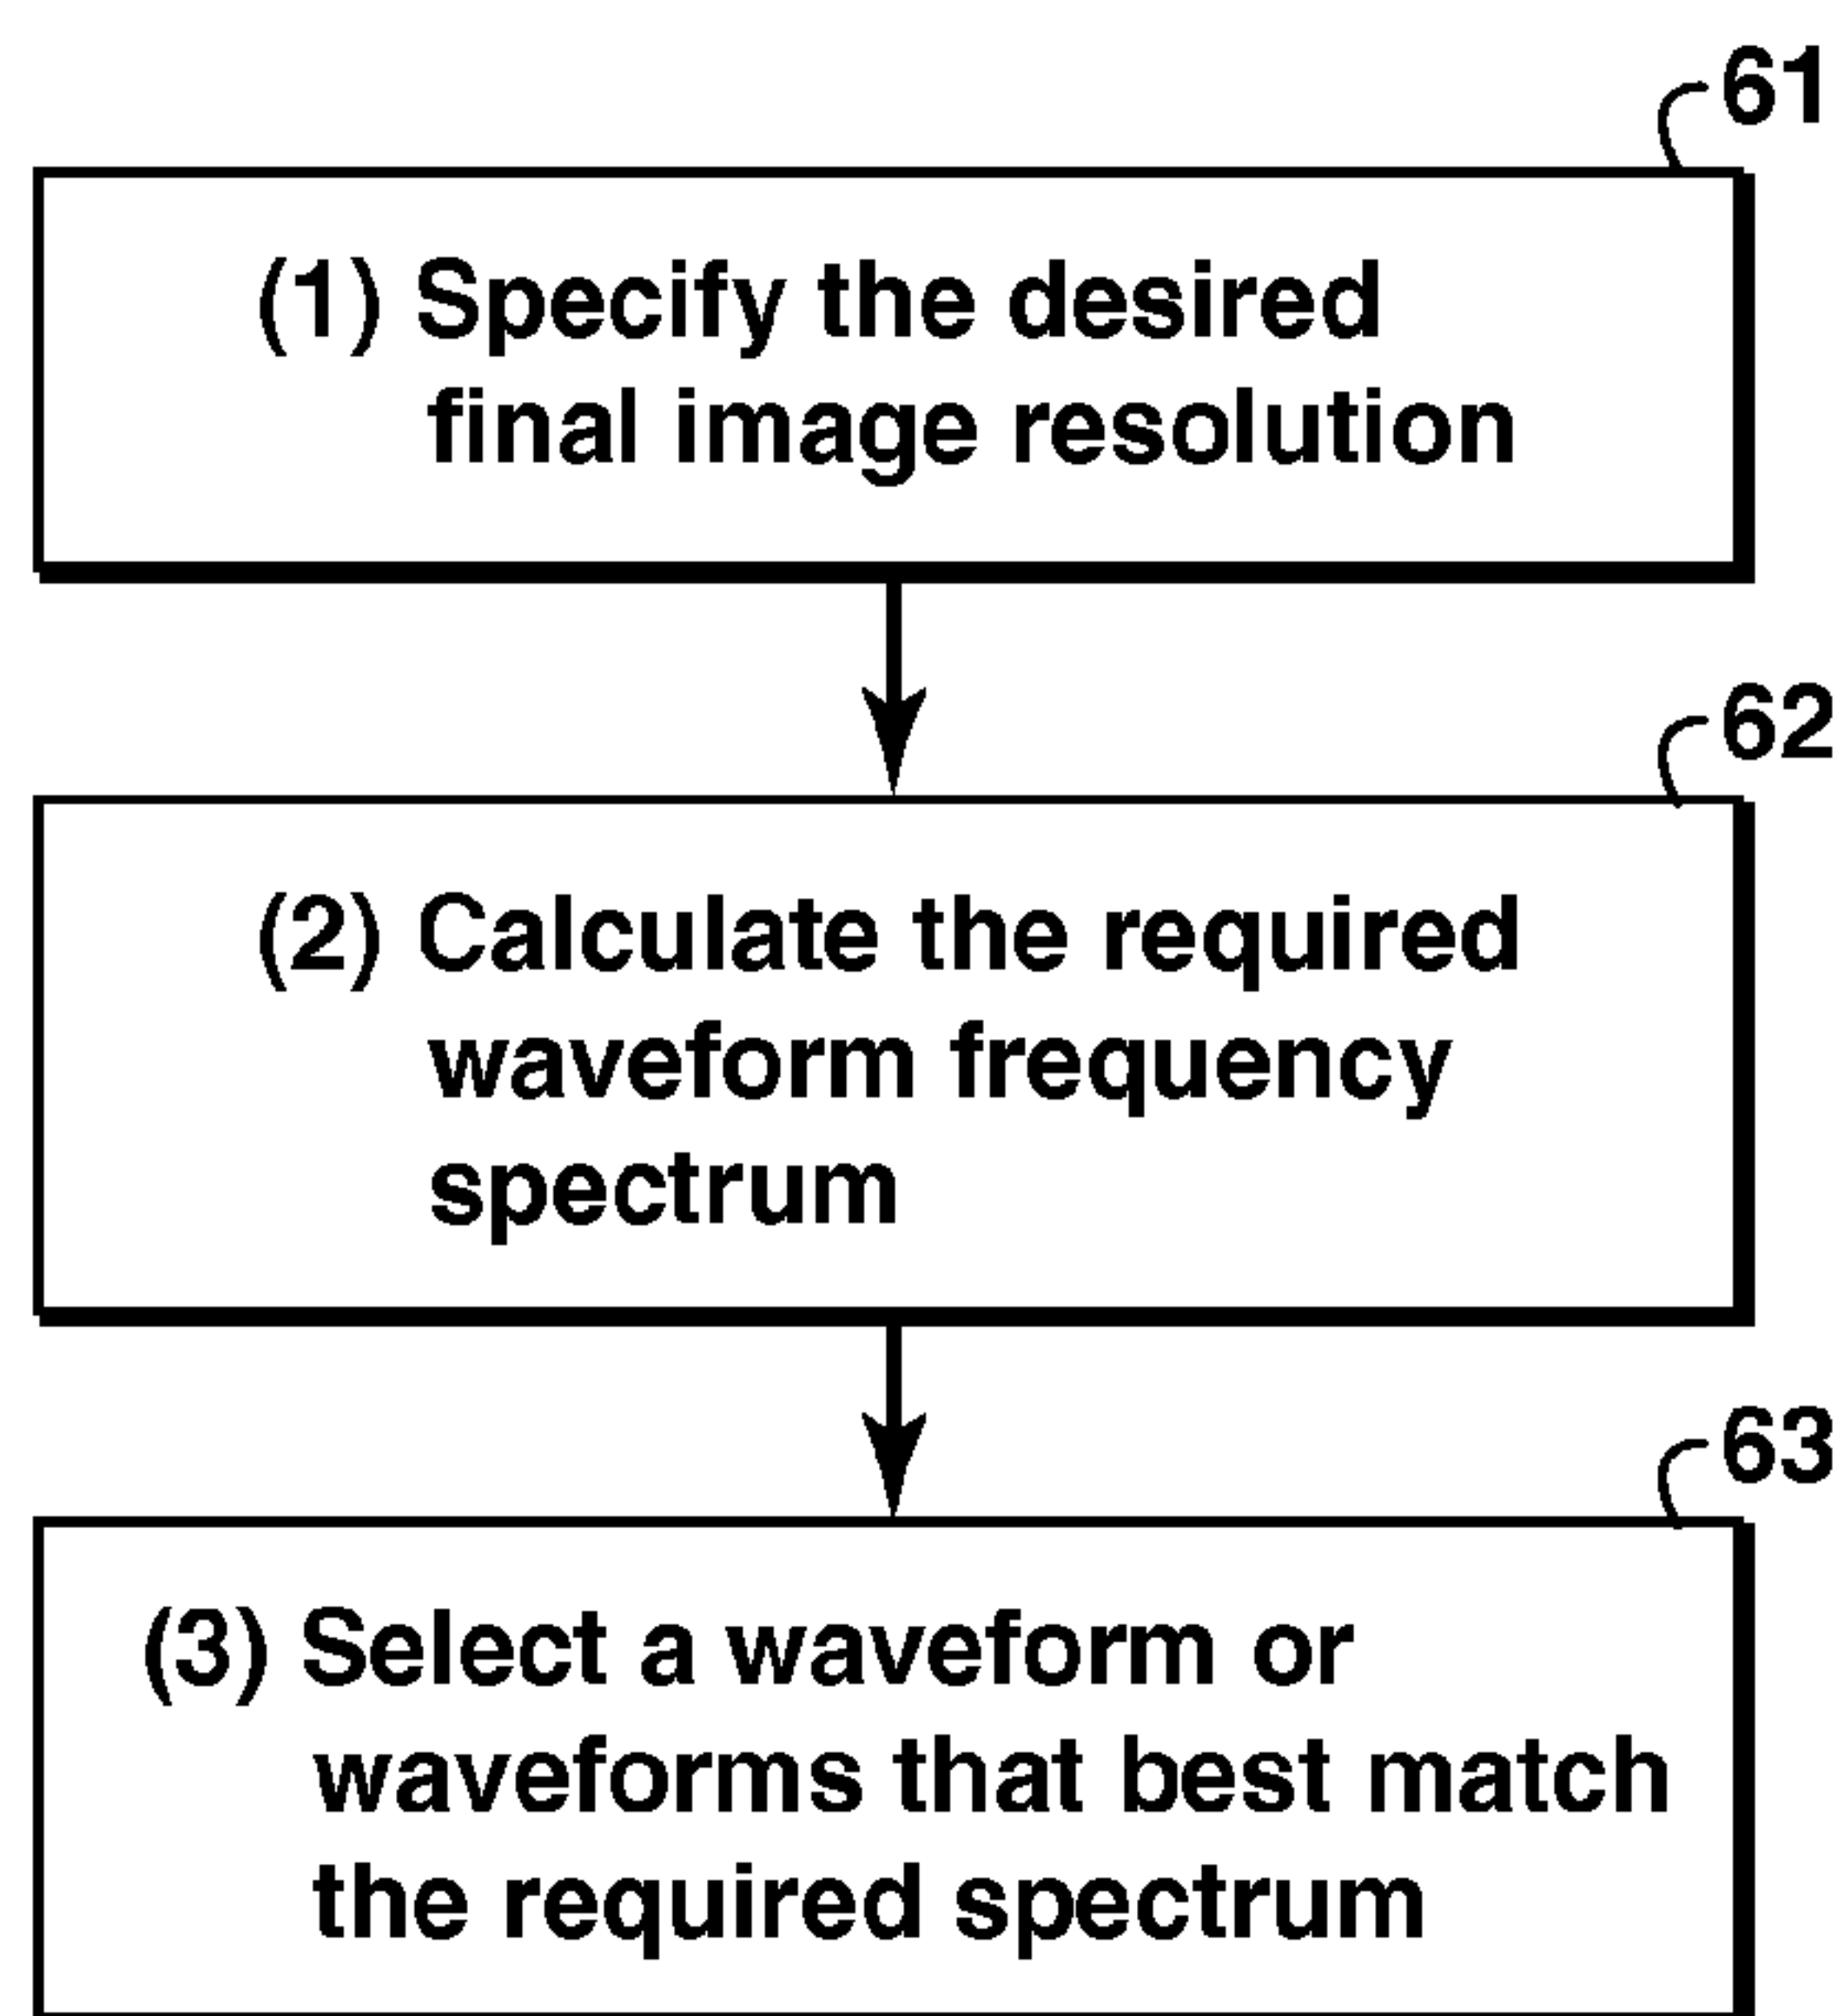 61
(1) Specify the desired
final image resolution
62
(2) Calculate the required
waveform frequency
spectrum
63
(3) Select a waveform or
waveforms that best match
the required spectrum